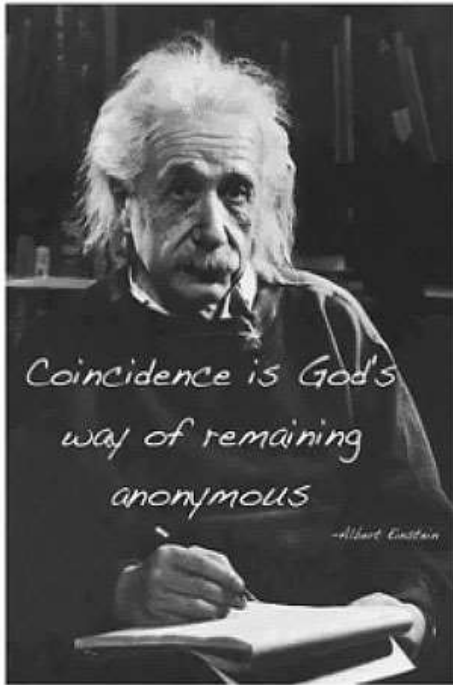 Coincidence is God's
way of remaining
anonymous
-Albert Einstein